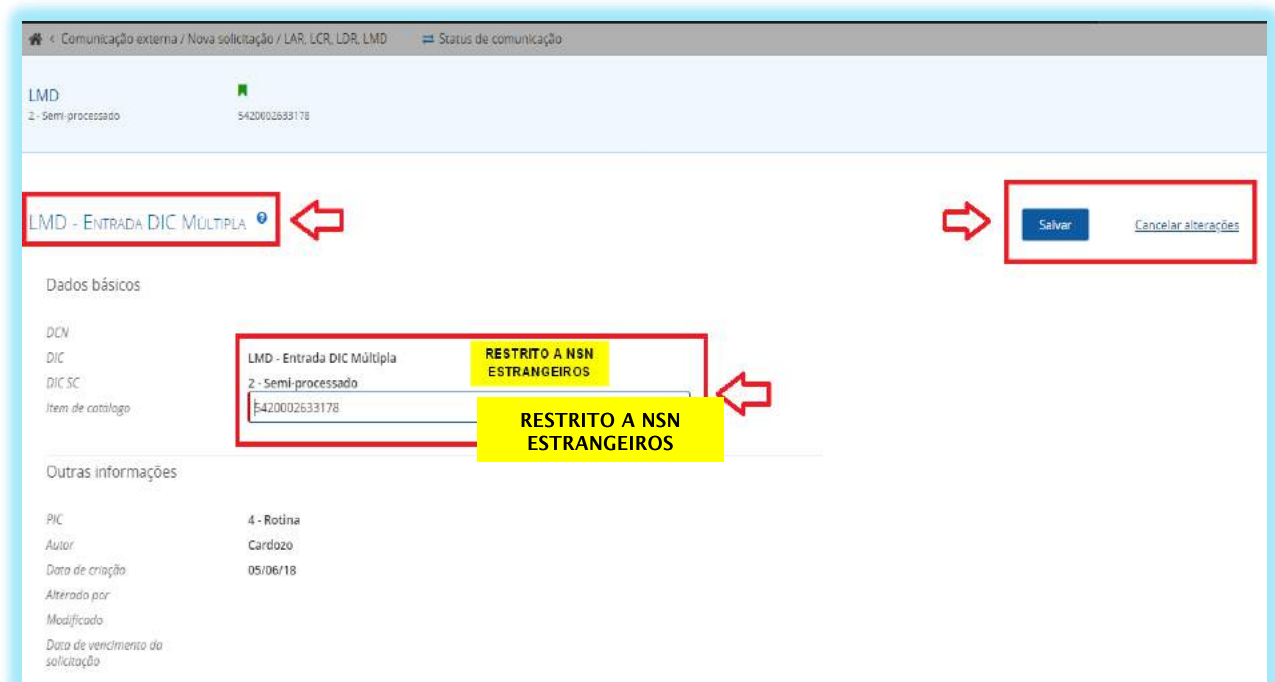 < Comunicação externa / Nova solicitação / LAR, LCR, LDR, LMD Status de comunicação
LMD
2 - Semi-processado 5420002633178
LMD - ENTRADA DIC MÚLTIPLA ?
Salvar Cancelar alterações
Dados básicos
DCN
DIC LMD - Entrada DIC Múltipla
DIC SC 2 - Semi-processado
Item de catálogo 5420002633178
RESTRITO A NSN
ESTRANGEIROS
RESTRITO A NSN
ESTRANGEIROS
Outras informações
PIC 4 - Rotina
Autor Cardozo
Data de criação 05/06/18
Alterado por
Modificado
Data de vencimento da
solicitação